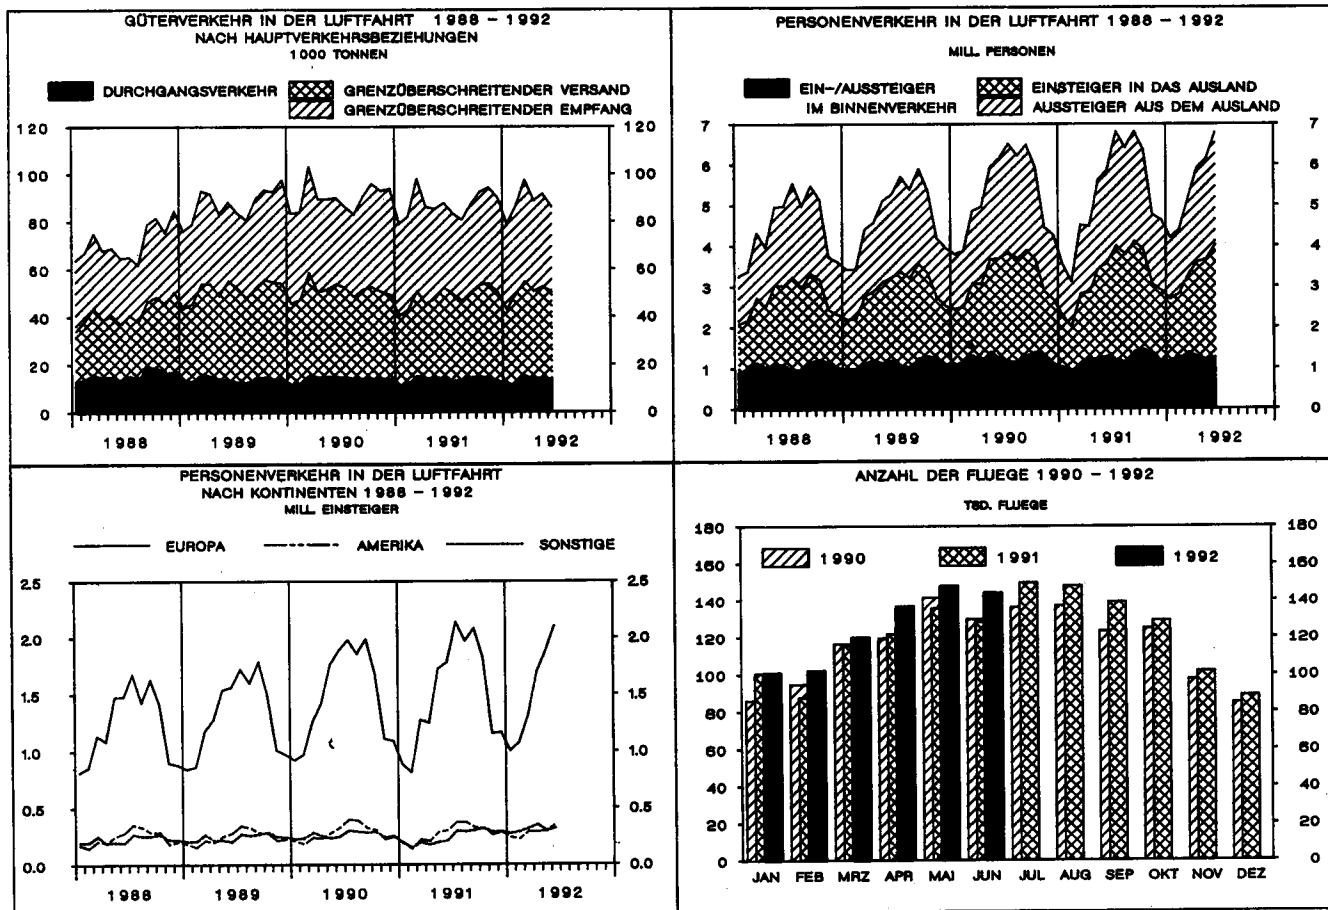 GÜTERVERKEHR IN DER LUFTFAHRT 1988 – 1992
NACH HAUPTVERKEHRSBEZIEHUNGEN
1000 TONNEN
DURCHGANGSVERKEHR GRENZÜBERSCHREITENDER VERSAND
GRENZÜBERSCHREITENDER EMPFANG
120 120
100 100
80 80
60 60
40 40
20 20
0 0
1988 1989 1990 1991 1992
PERSONENVERKEHR IN DER LUFTFAHRT 1988 – 1992
MILL. PERSONEN
EIN–/AUSSTEIGER EINSTEIGER IN DAS AUSLAND
IM BINNENVERKEHR AUSSTEIGER AUS DEM AUSLAND
7 7
6 6
5 5
4 4
3 3
2 2
1 1
0 0
1988 1989 1990 1991 1992
PERSONENVERKEHR IN DER LUFTFAHRT
NACH KONTINENTEN 1988 – 1992
MILL. EINSTEIGER
EUROPA AMERIKA SONSTIGE
2.5 2.5
2.0 2.0
1.5 1.5
1.0 1.0
0.5 0.5
0.0 0.0
1988 1989 1990 1991 1992
ANZAHL DER FLUEGE 1990 – 1992
TSD. FLUEGE
180 180
1990 1991 1992
160 160
140 140
120 120
100 100
80 80
60 60
40 40
20 20
0 0
JAN FEB MRZ APR MAI JUN JUL AUG SEP OKT NOV DEZ